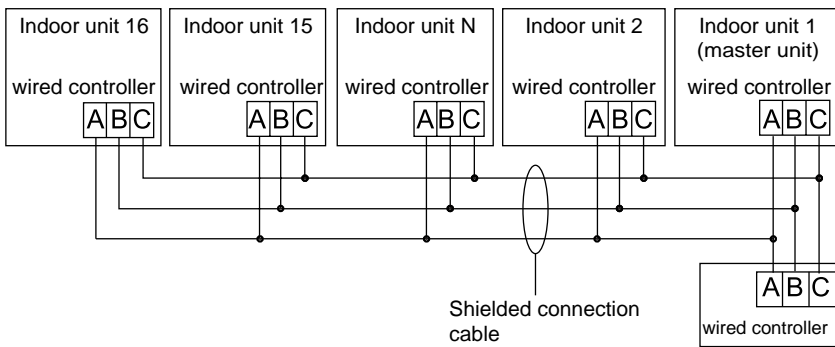 Indoor unit 16
wired controller
A B C
Indoor unit 15
wired controller
A B C
Indoor unit N
wired controller
A B C
Indoor unit 2
wired controller
A B C
Indoor unit 1
(master unit)
wired controller
A B C
Shielded connection
cable
A B C
wired controller